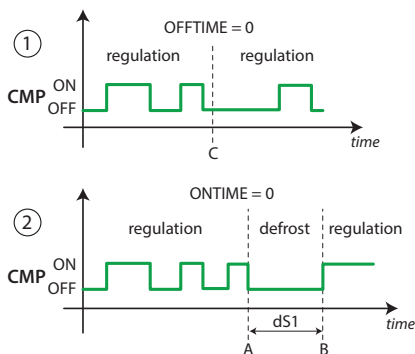 1
OFFTIME = 0
regulation regulation
ON
CMP
OFF
time
C
2
ONTIME = 0
regulation defrost regulation
ON
CMP
OFF
dS1
time
A B